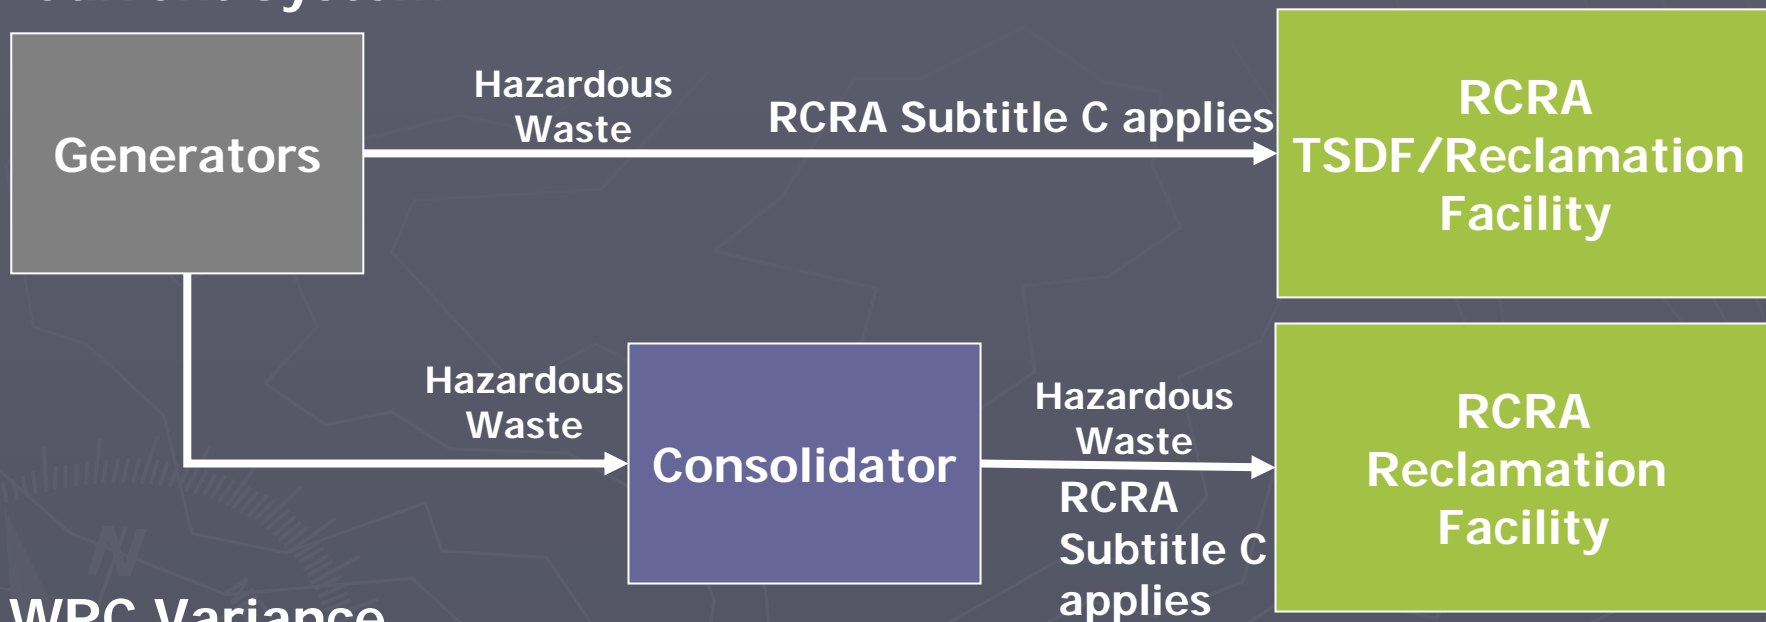 Generators
Hazardous
Waste
RCRA Subtitle C applies
RCRA
TSDF/Reclamation
Facility
Hazardous
Waste
Consolidator
Hazardous
Waste
RCRA
Subtitle C
applies
RCRA
Reclamation
Facility
WRC Variance
N